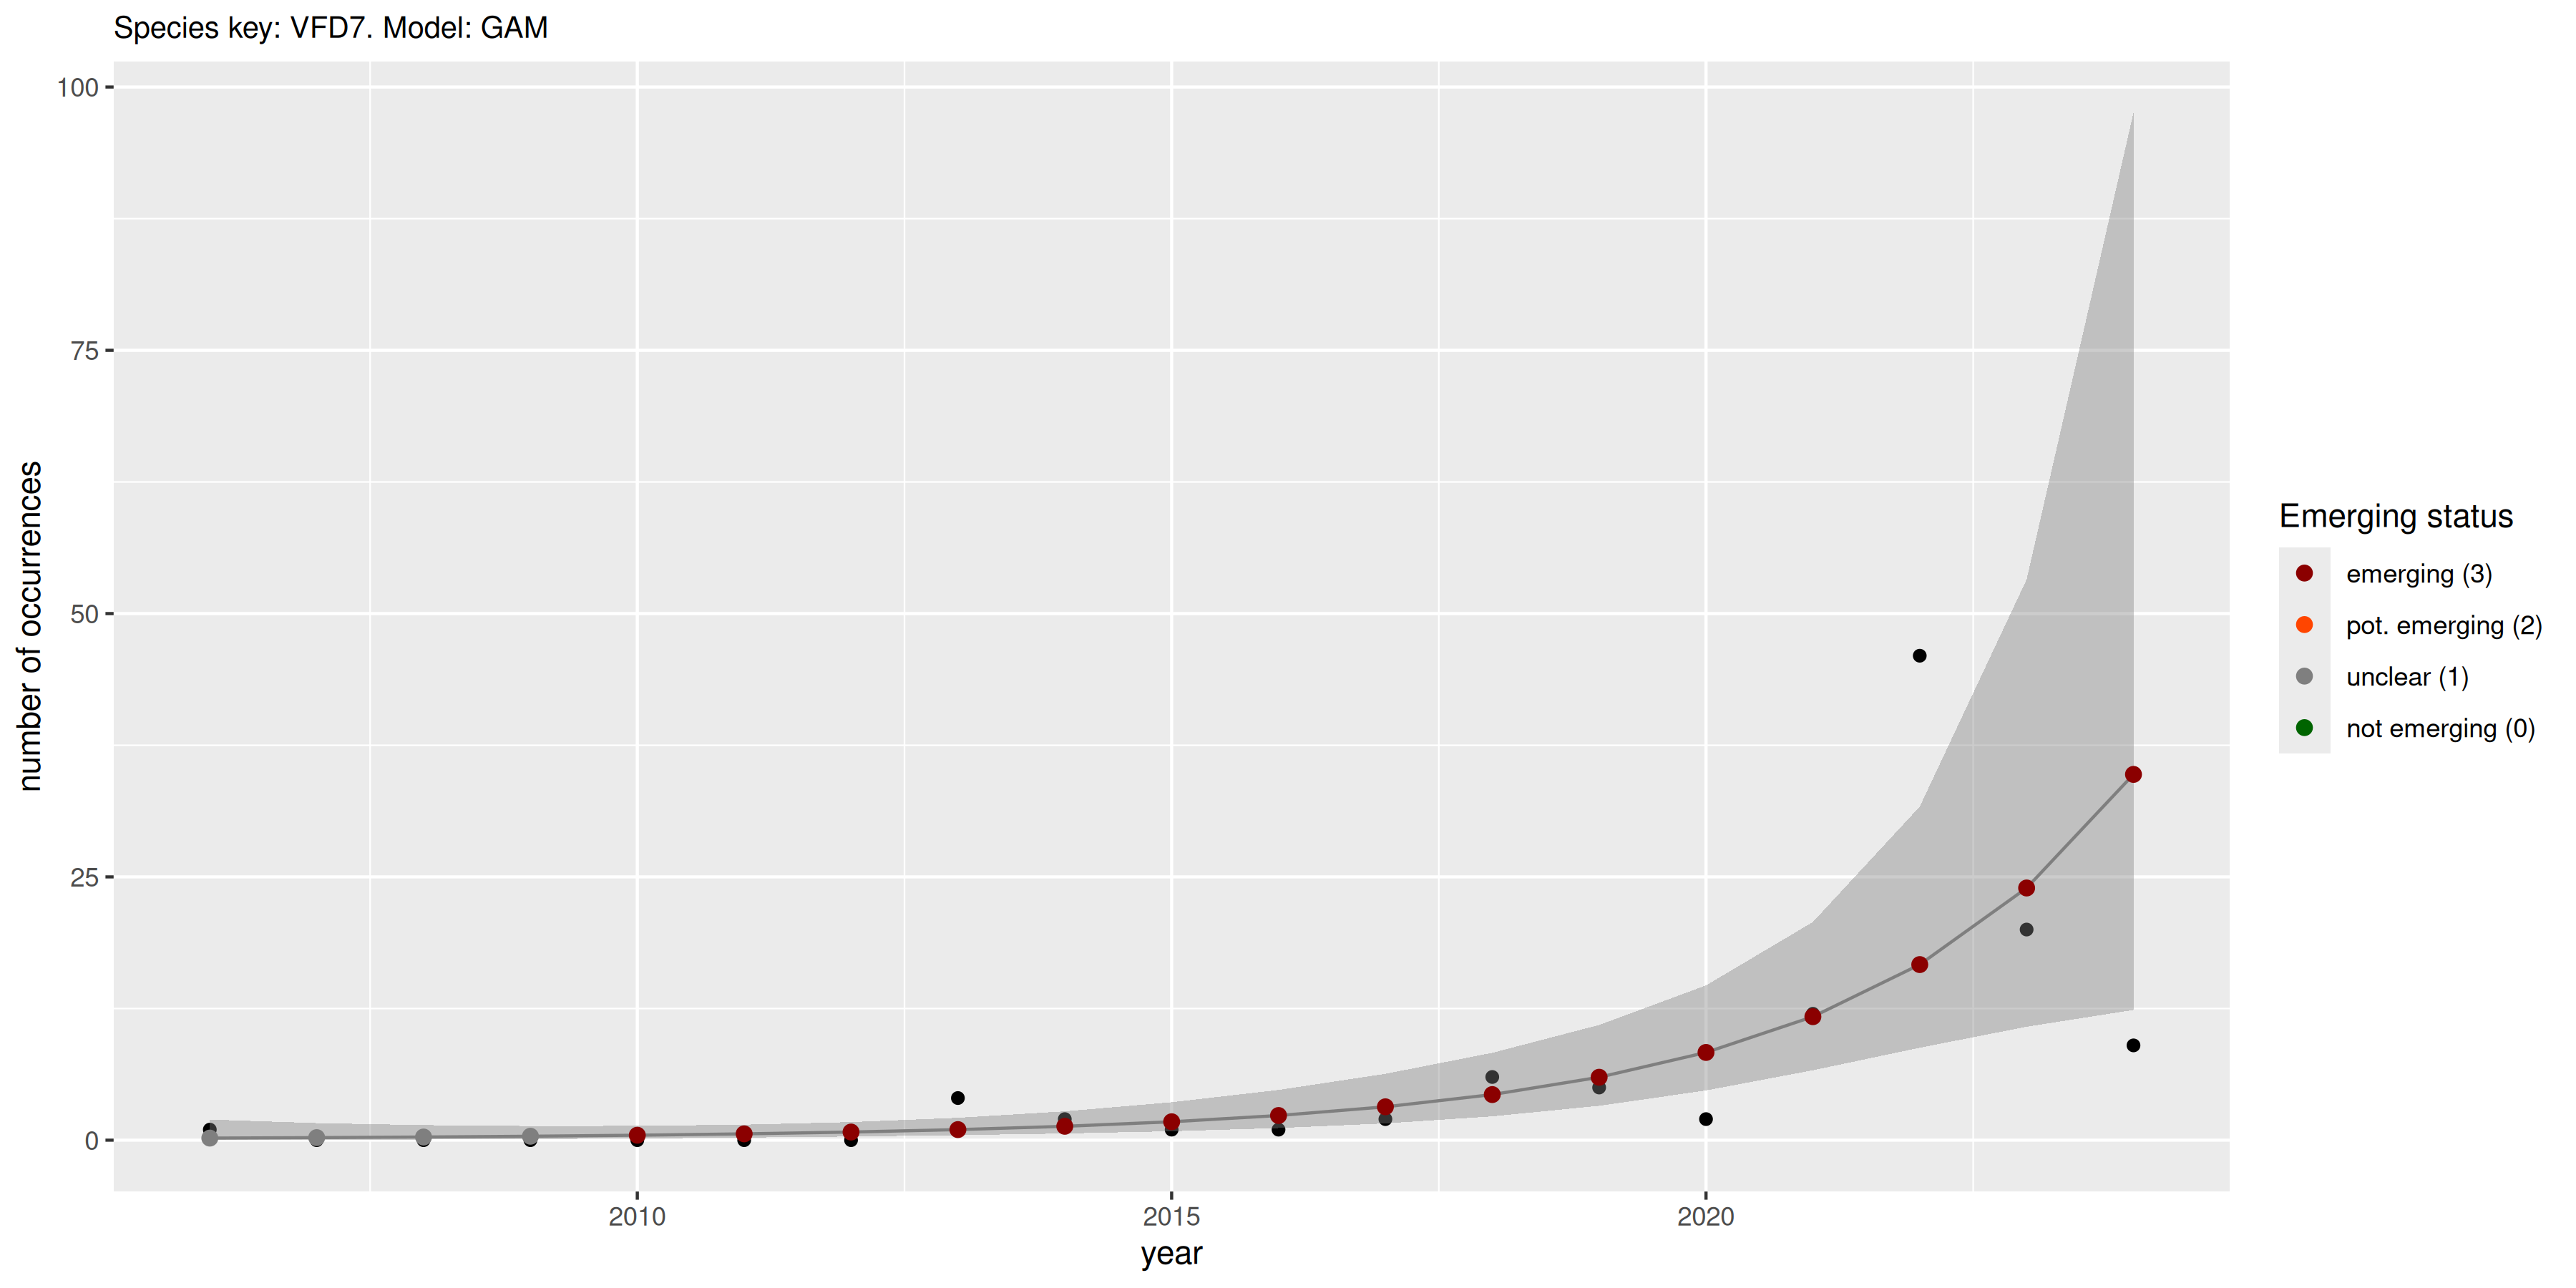 Species key: VFD7. Model: GAM
100
75
50
25
0
number of occurrences
2010
2015
2020
year
Emerging status
emerging (3)
pot. emerging (2)
unclear (1)
not emerging (0)